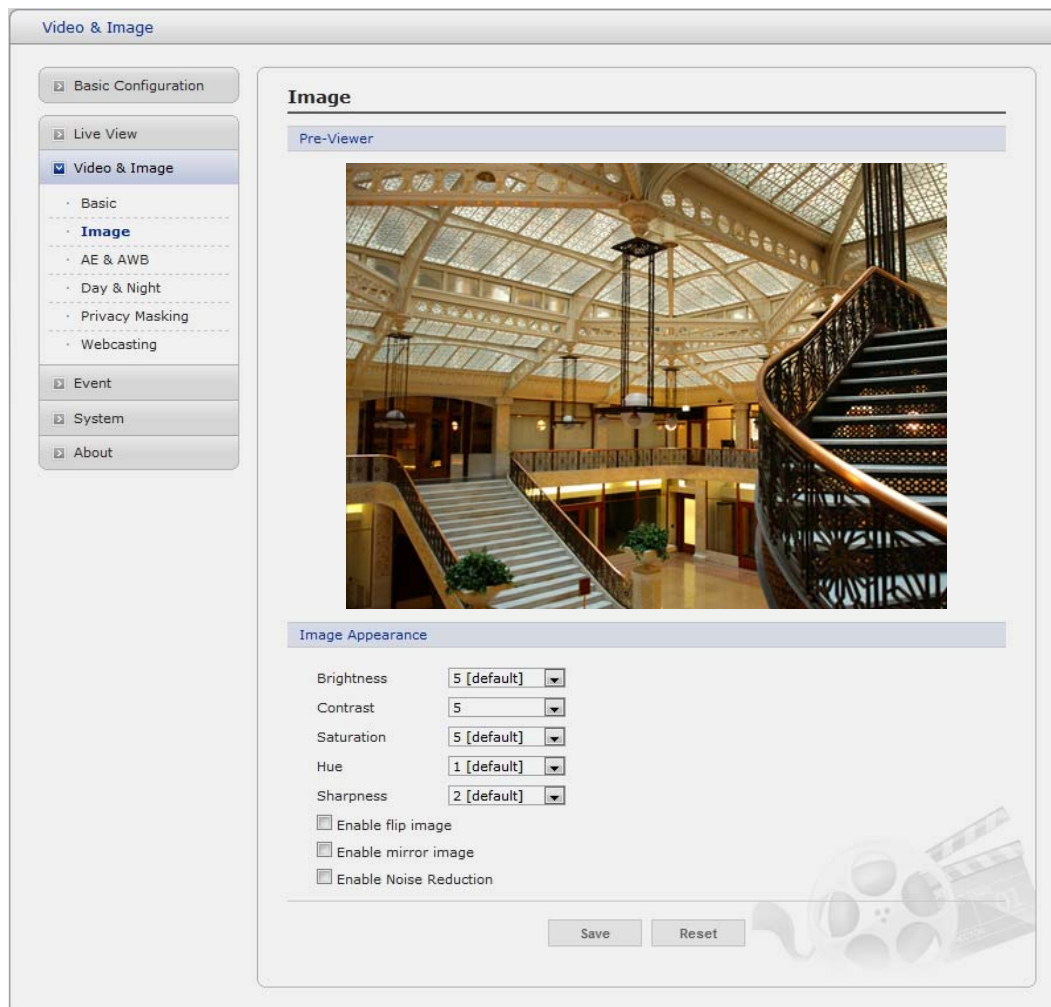 Video & Image
Basic Configuration
Live View
Video & Image
Basic
Image
AE & AWB
Day & Night
Privacy Masking
Webcasting
Event
System
About
Image
Pre-Viewer
Image Appearance
Brightness 5 [default]
Contrast 5
Saturation 5 [default]
Hue 1 [default]
Sharpness 2 [default]
Enable flip image
Enable mirror image
Enable Noise Reduction
01
Save Reset